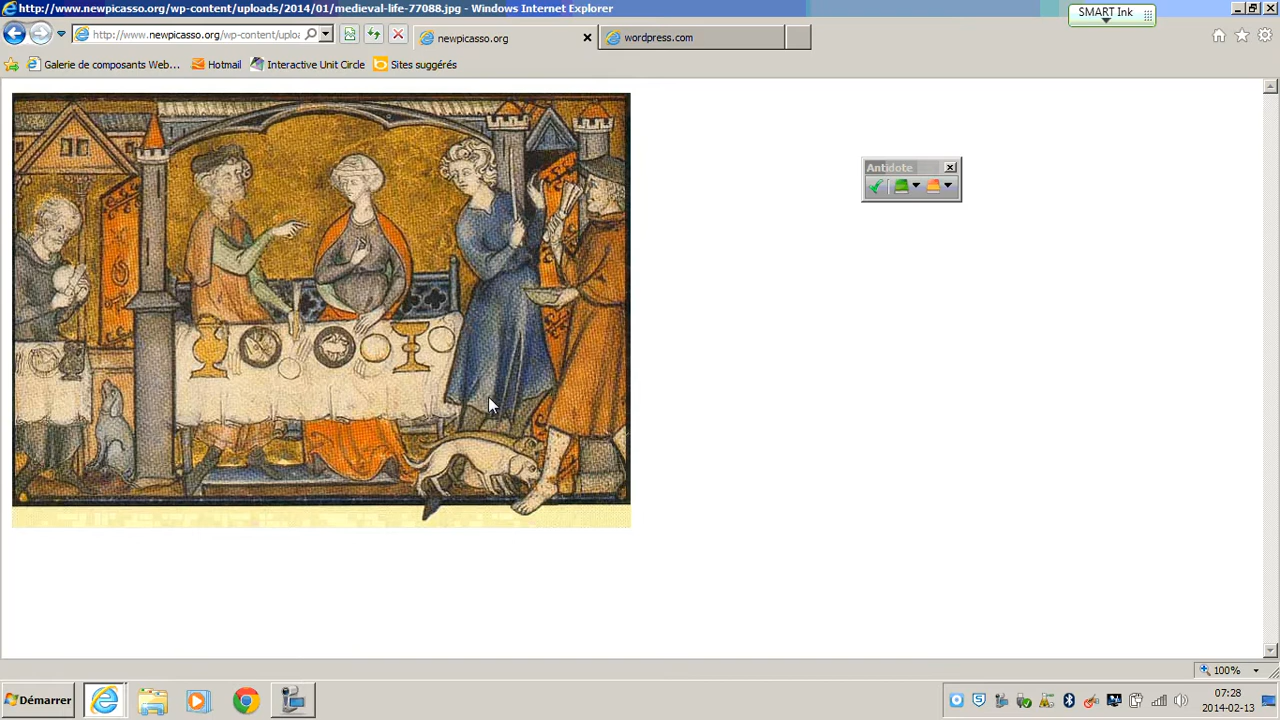 http://www.newpicasso.org/wp-content/uploads/2014/01/medieval-life-77088.jpg - Windows Internet Explorer
SMART Ink
http://www.newpicasso.org/wp-content/uploa
newpicasso.org
wordpress.com
Galerie de composants Web...
Hotmail
Interactive Unit Circle
Sites suggérés
Antidote
100%
Démarrer
07:28
2014-02-13